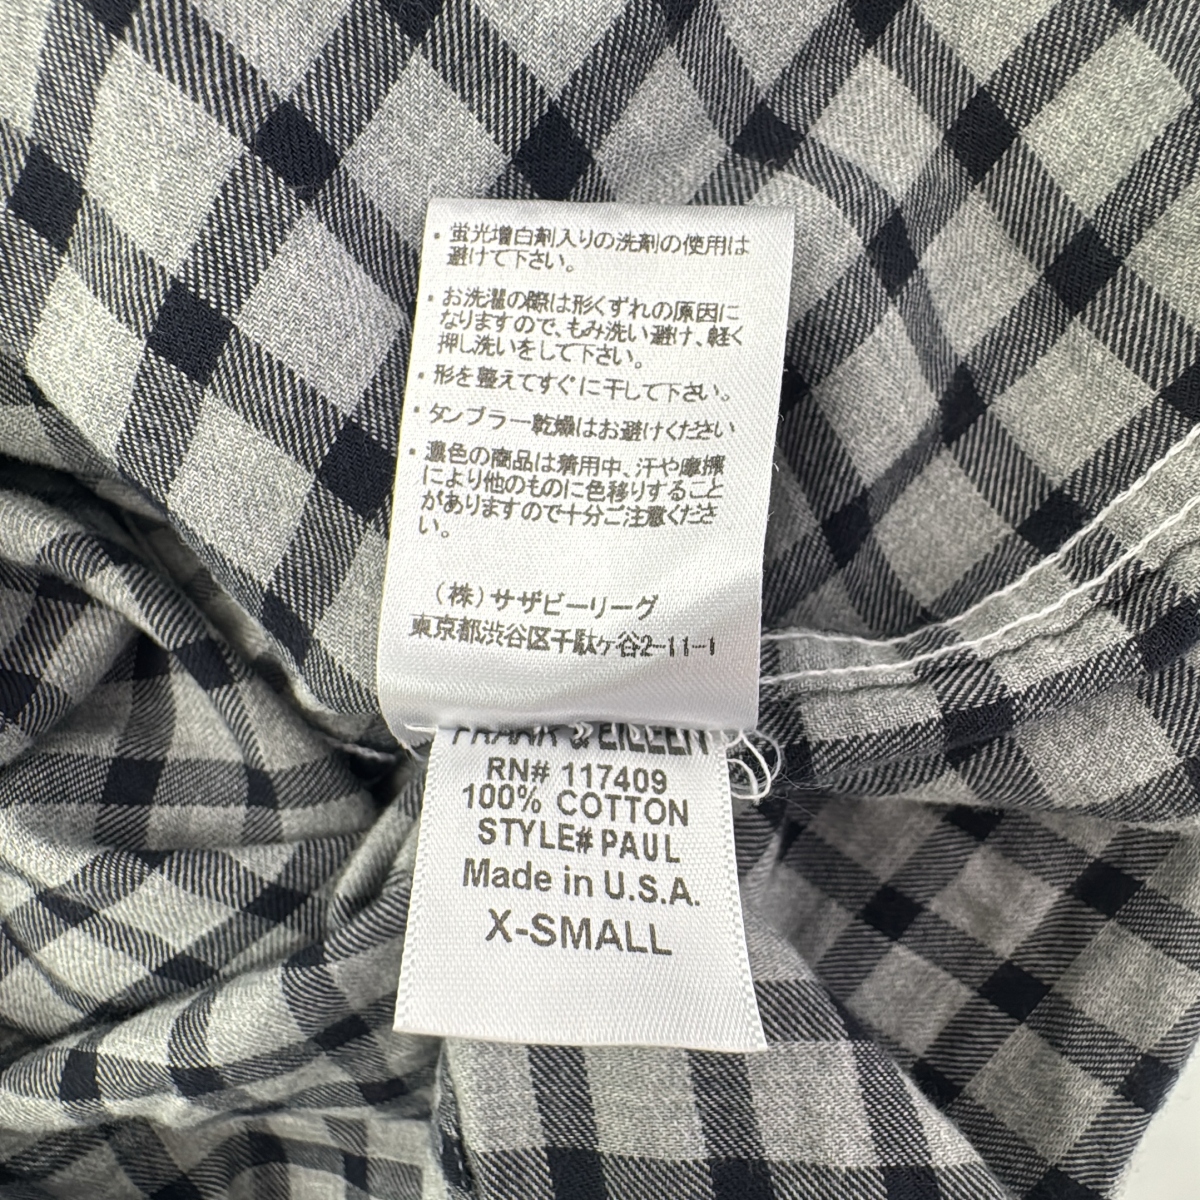 ・蛍光増白剤入りの洗剤の使用は
避けて下さい。
・お洗濯の際は形くずれの原因に
なりますので、もみ洗い避け、軽く
押し洗いをして下さい。
・形を整えてすぐに干して下さい。
・タンブラー乾燥はお避けください
・濃色の商品は着用中、汗や摩擦
により他のものに色移りすること
がありますので十分ご注意くださ
い。
(株)サザビーリーグ
東京都渋谷区千駄ヶ谷2-11-1
FRANK & EILEEN
RN# 117409
100% COTTON
STYLE# PAUL
Made in U.S.A.
X-SMALL